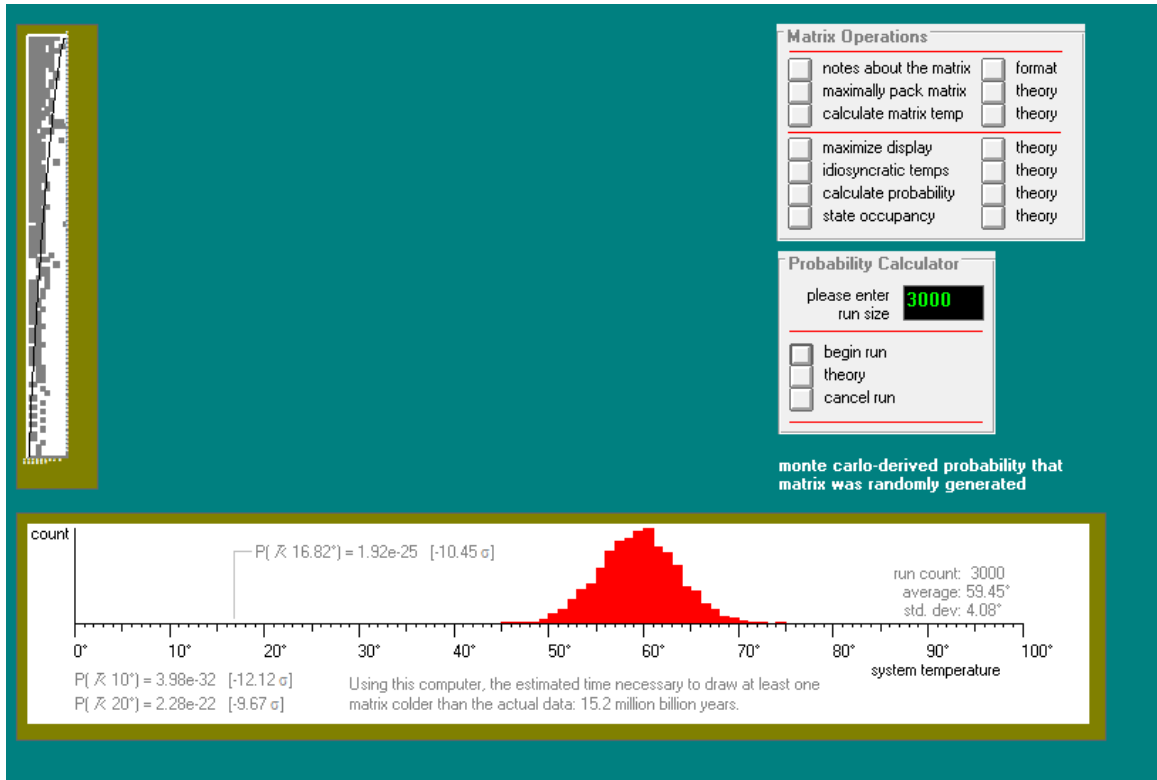 Matrix Operations
notes about the matrix format
maximally pack matrix theory
calculate matrix temp theory
maximize display theory
idiosyncratic temps theory
calculate probability theory
state occupancy theory
Probability Calculator
please enter
run size
3000
begin run
theory
cancel run
monte carlo-derived probability that
matrix was randomly generated
count
P( ℛ 16.82°) = 1.92e-25 [-10.45 σ]
run count: 3000
average: 59.45°
std. dev: 4.08°
0° 10° 20° 30° 40° 50° 60° 70° 80° 90° 100°
system temperature
P( ℛ 10°) = 3.98e-32 [-12.12 σ]
P( ℛ 20°) = 2.28e-22 [-9.67 σ]
Using this computer, the estimated time necessary to draw at least one
matrix colder than the actual data: 15.2 million billion years.